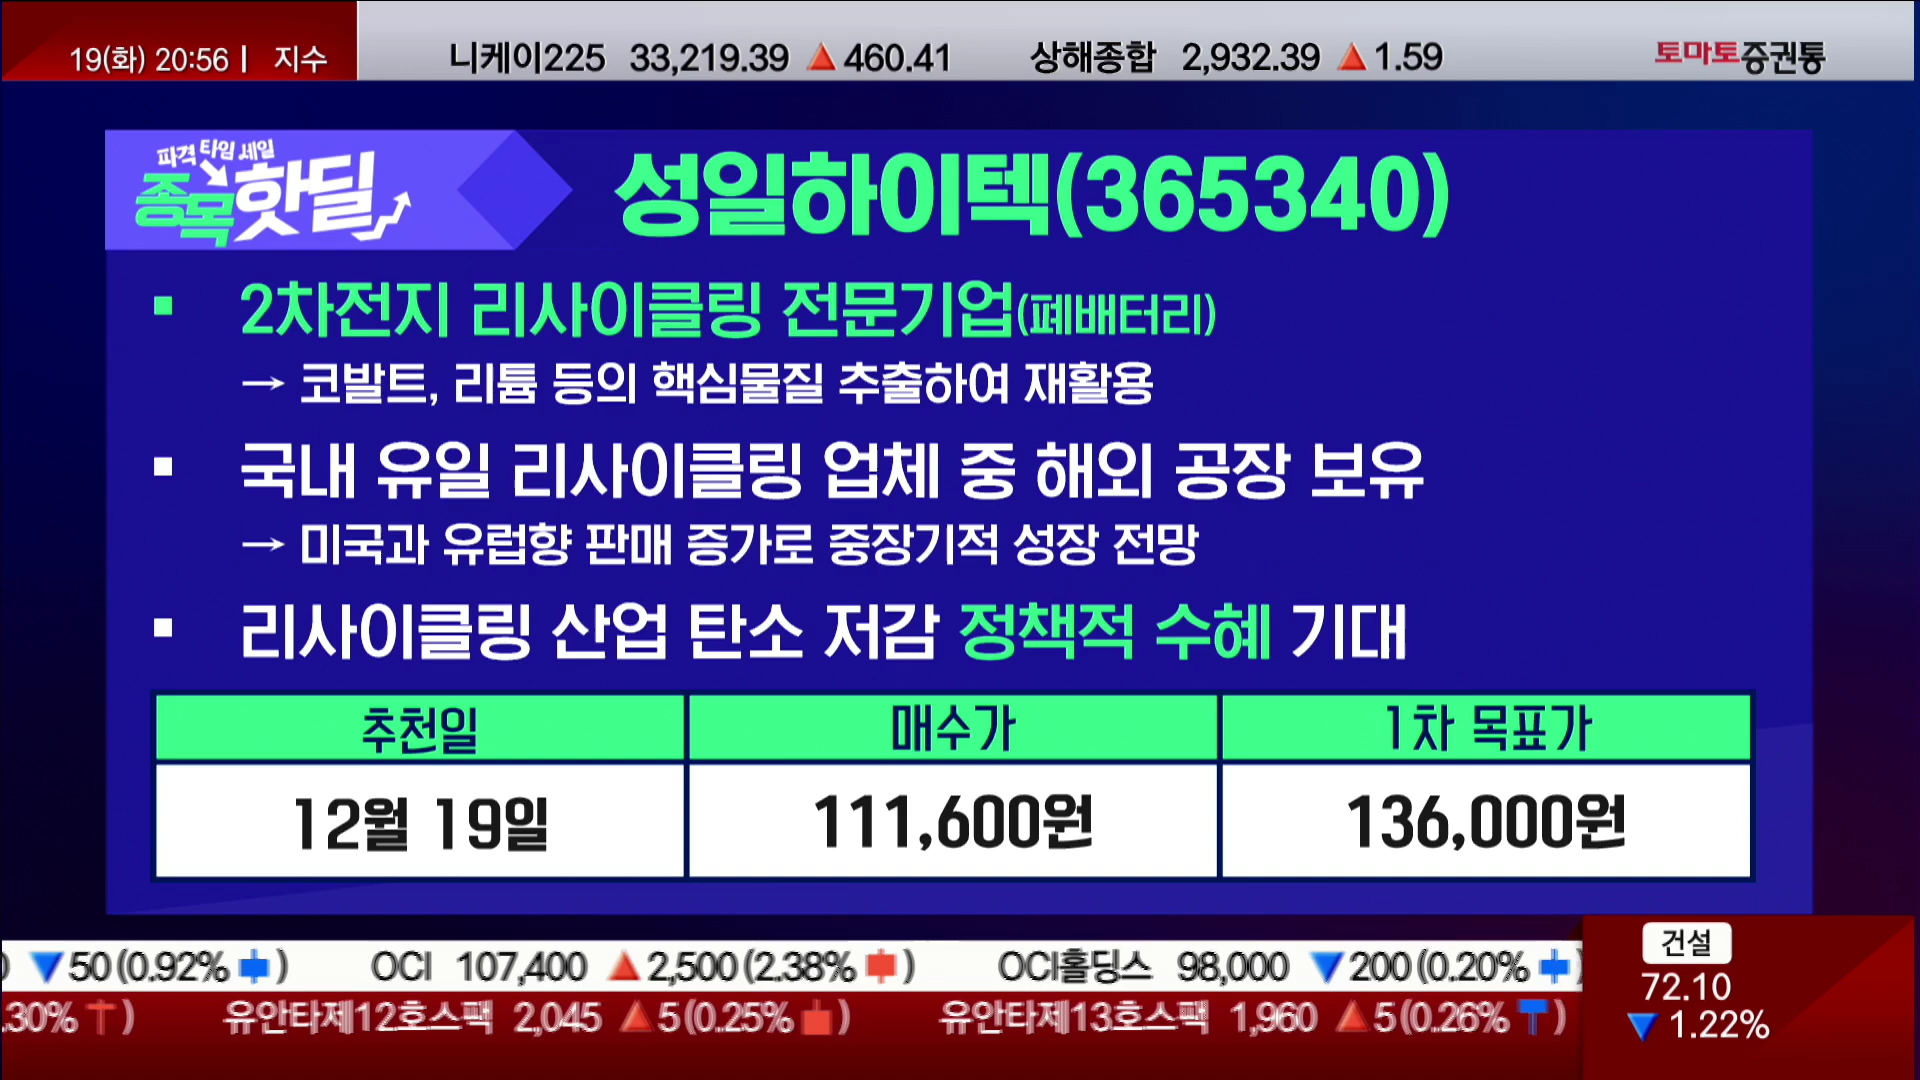 19(화) 20:56 | 지수
니케이225 33,219.39 ▲460.41 상해종합 2,932.39 ▲1.59
토마토증권통
파격 타임 세일
종목핫딜
성일하이텍(365340)
▪ 2차전지 리사이클링 전문기업(폐배터리)
→ 코발트, 리튬 등의 핵심물질 추출하여 재활용
▪ 국내 유일 리사이클링 업체 중 해외 공장 보유
→ 미국과 유럽향 판매 증가로 중장기적 성장 전망
▪ 리사이클링 산업 탄소 저감 정책적 수혜 기대
추천일 매수가 1차 목표가
12월 19일 111,600원 136,000원
▼50(0.92%) OCI 107,400 ▲2,500(2.38%) OCI홀딩스 98,000 ▼200(0.20%)
.30% ) 유안타제12호스팩 2,045 ▲5(0.25%) 유안타제13호스팩 1,960 ▲5(0.26%)
건설
72.10
▼1.22%